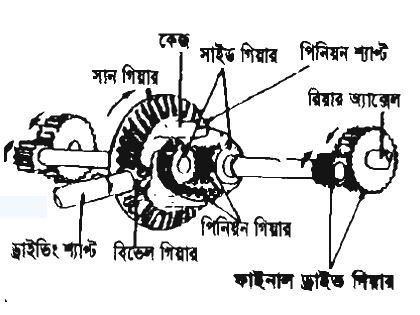 কেজ
সাইড গিয়ার
পিনিয়ন শ্যাপ্ট
সান গিয়ার
রিয়ার অ্যাক্সেল
পিনিয়ন গিয়ার
ড্রাইভিং শ্যাপ্ট
বিভেল গিয়ার
ফাইনাল ড্রাইভ গিয়ার